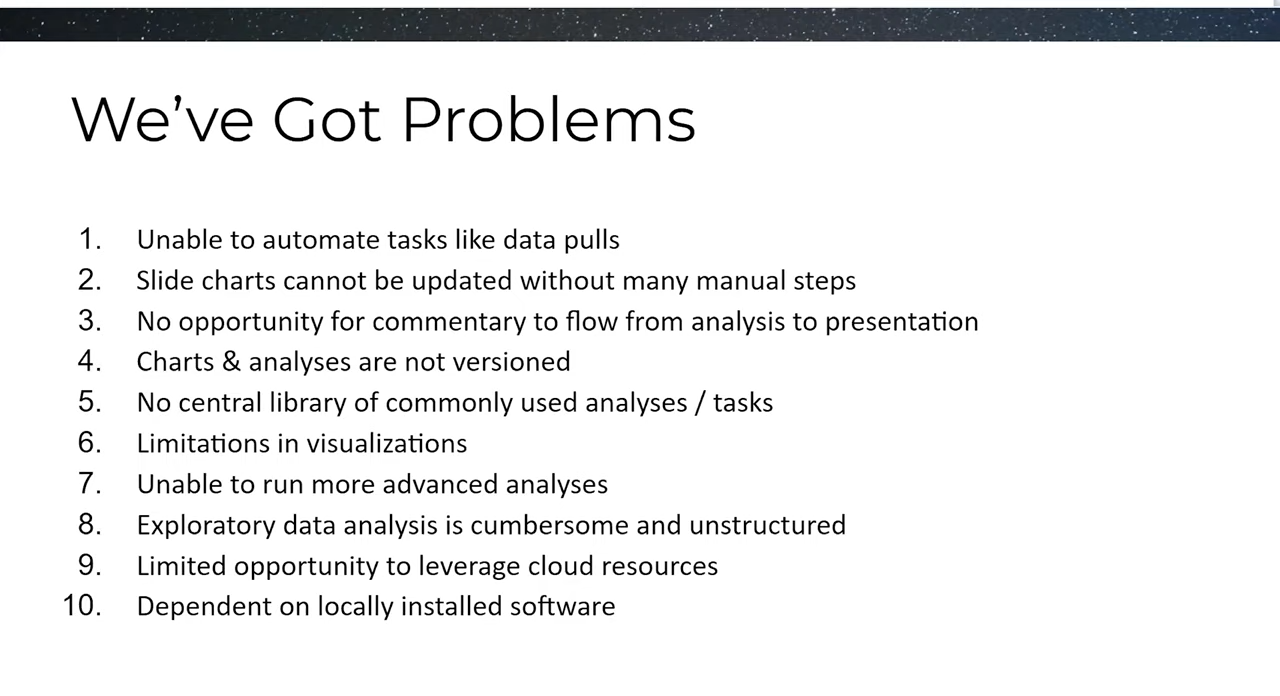 We’ve Got Problems
1. Unable to automate tasks like data pulls
2. Slide charts cannot be updated without many manual steps
3. No opportunity for commentary to flow from analysis to presentation
4. Charts & analyses are not versioned
5. No central library of commonly used analyses / tasks
6. Limitations in visualizations
7. Unable to run more advanced analyses
8. Exploratory data analysis is cumbersome and unstructured
9. Limited opportunity to leverage cloud resources
10. Dependent on locally installed software